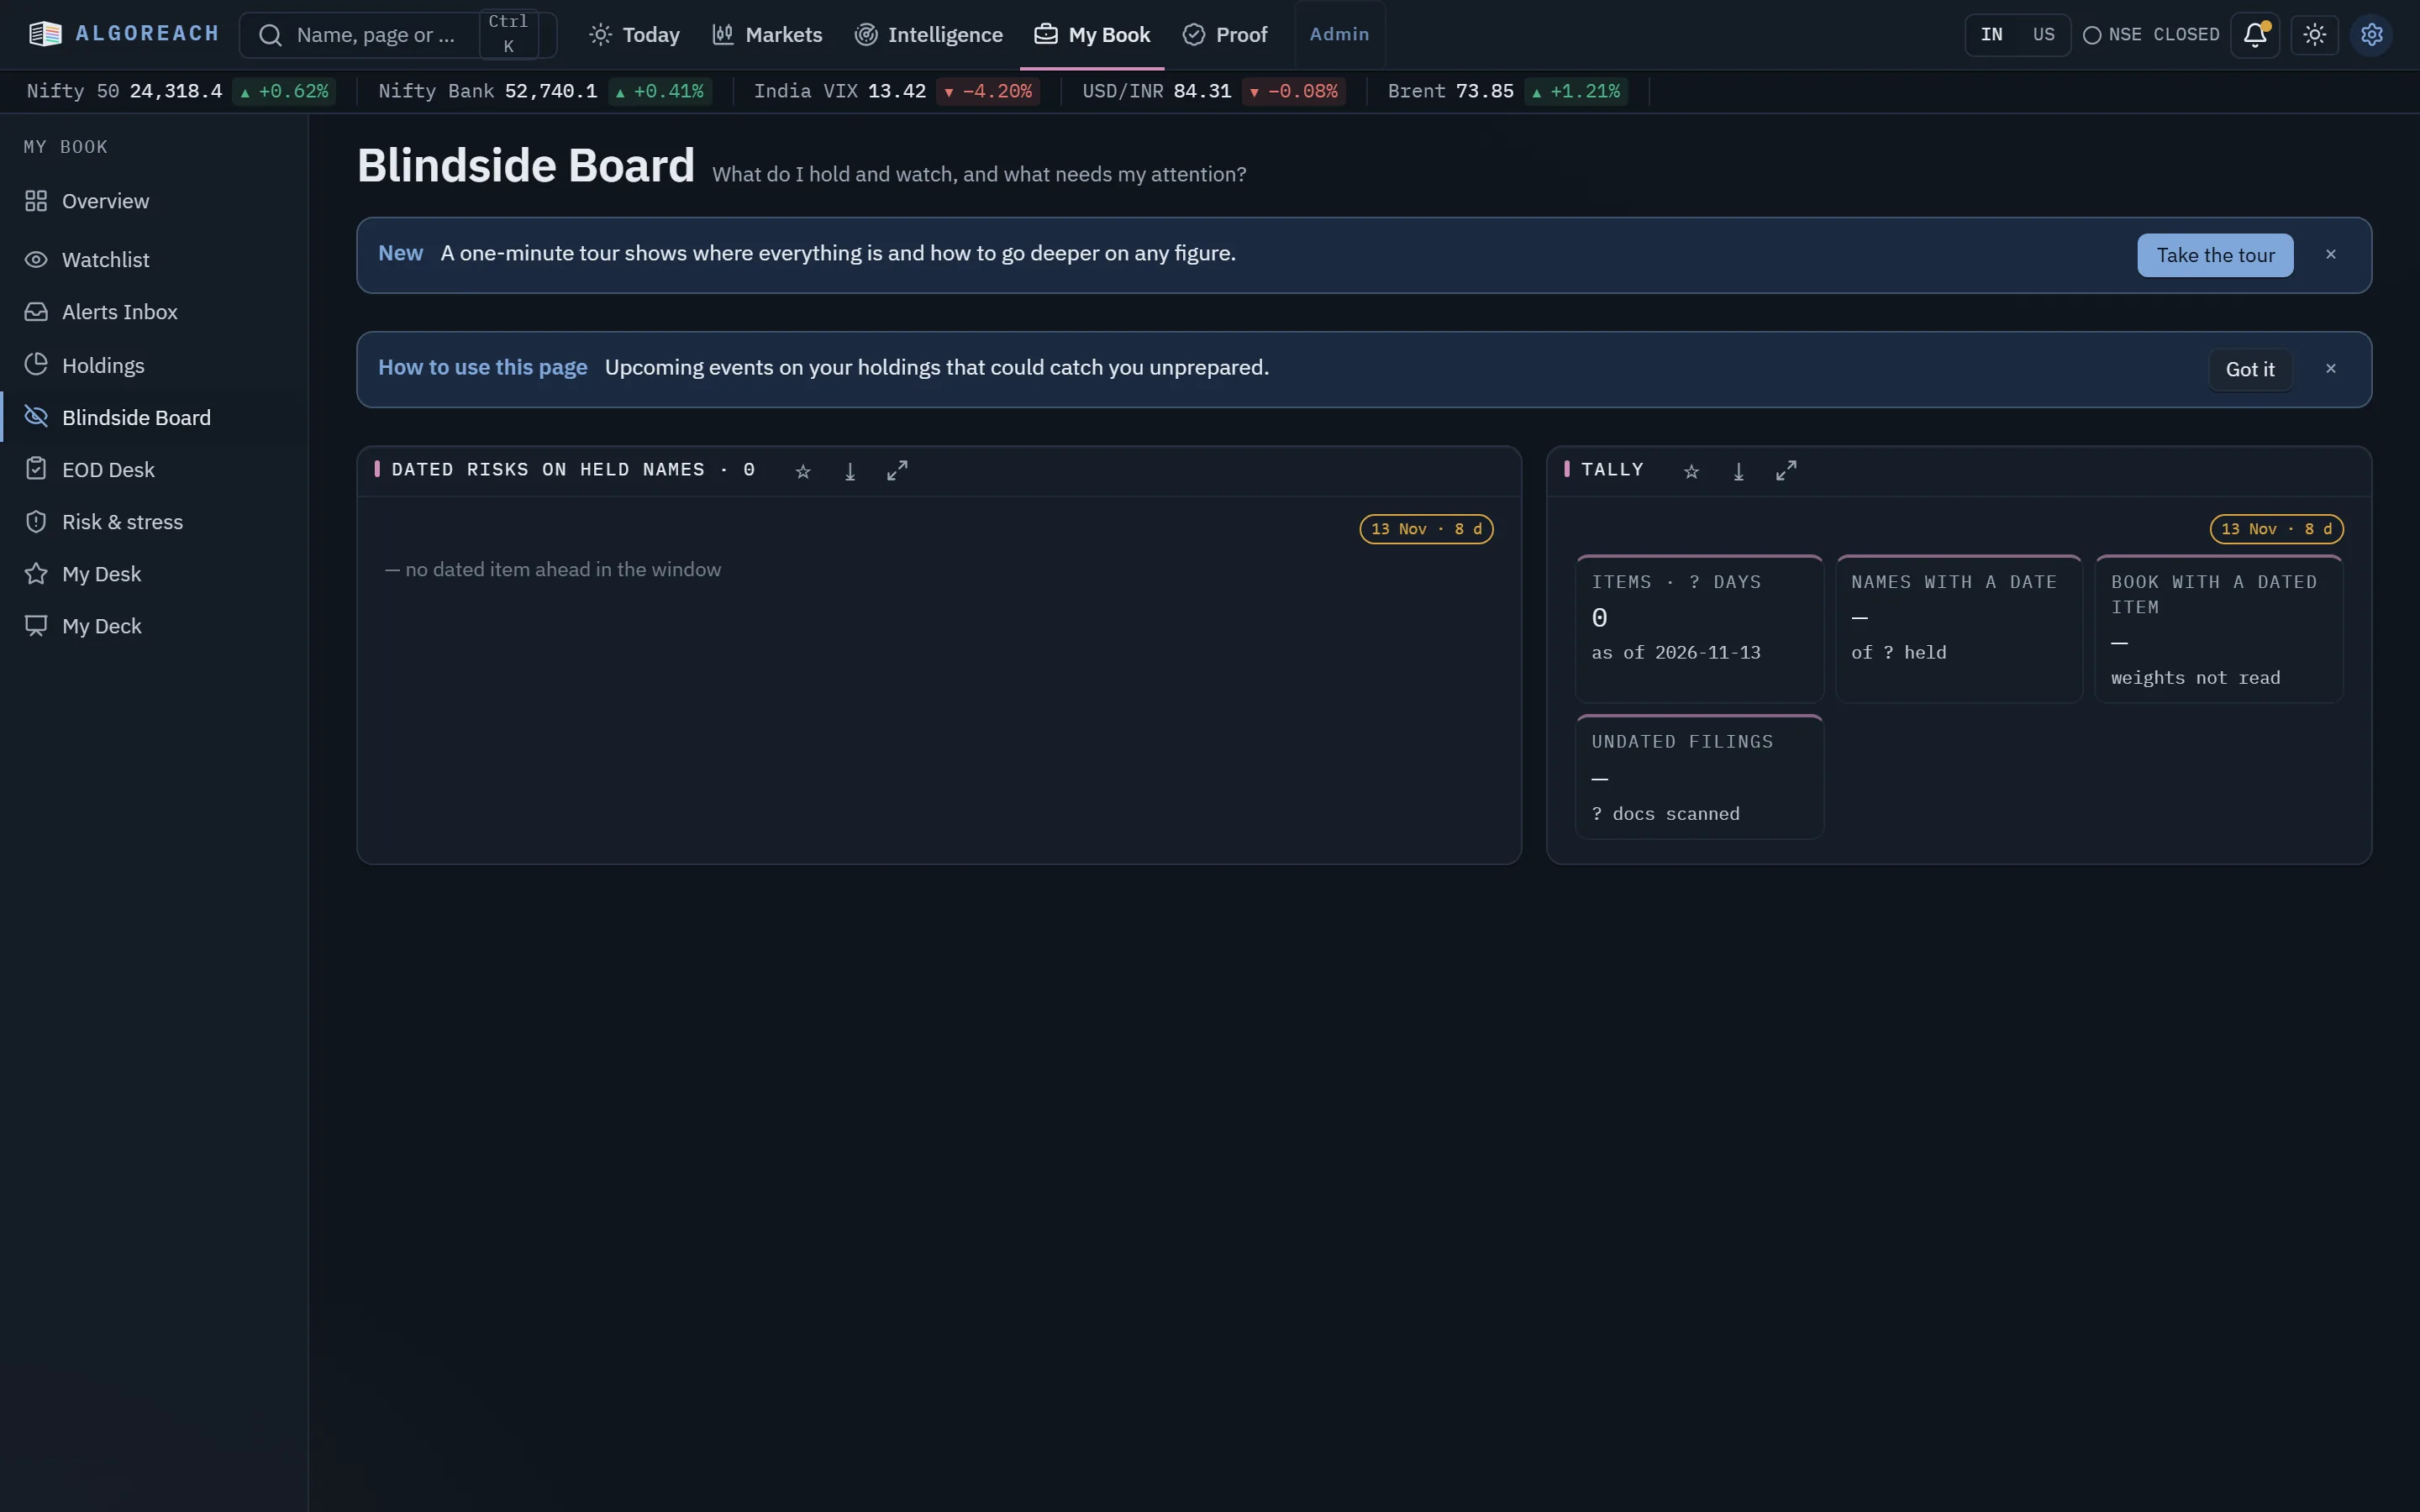 ALGOREACH
Name, page or ...
Ctrl
K
Today
Markets
Intelligence
My Book
Proof
Admin
IN
US
NSE CLOSED
Nifty 50 24,318.4 ▲ +0.62%
Nifty Bank 52,740.1 ▲ +0.41%
India VIX 13.42 ▼ −4.20%
USD/INR 84.31 ▼ −0.08%
Brent 73.85 ▲ +1.21%
MY BOOK
Overview
Watchlist
Alerts Inbox
Holdings
Blindside Board
EOD Desk
Risk & stress
My Desk
My Deck
Blindside Board What do I hold and watch, and what needs my attention?
New A one-minute tour shows where everything is and how to go deeper on any figure.
Take the tour ×
How to use this page Upcoming events on your holdings that could catch you unprepared.
Got it ×
DATED RISKS ON HELD NAMES · 0
13 Nov · 8 d
— no dated item ahead in the window
TALLY
13 Nov · 8 d
ITEMS · ? DAYS
0
as of 2026-11-13
NAMES WITH A DATE
—
of ? held
BOOK WITH A DATED
ITEM
—
weights not read
UNDATED FILINGS
—
? docs scanned